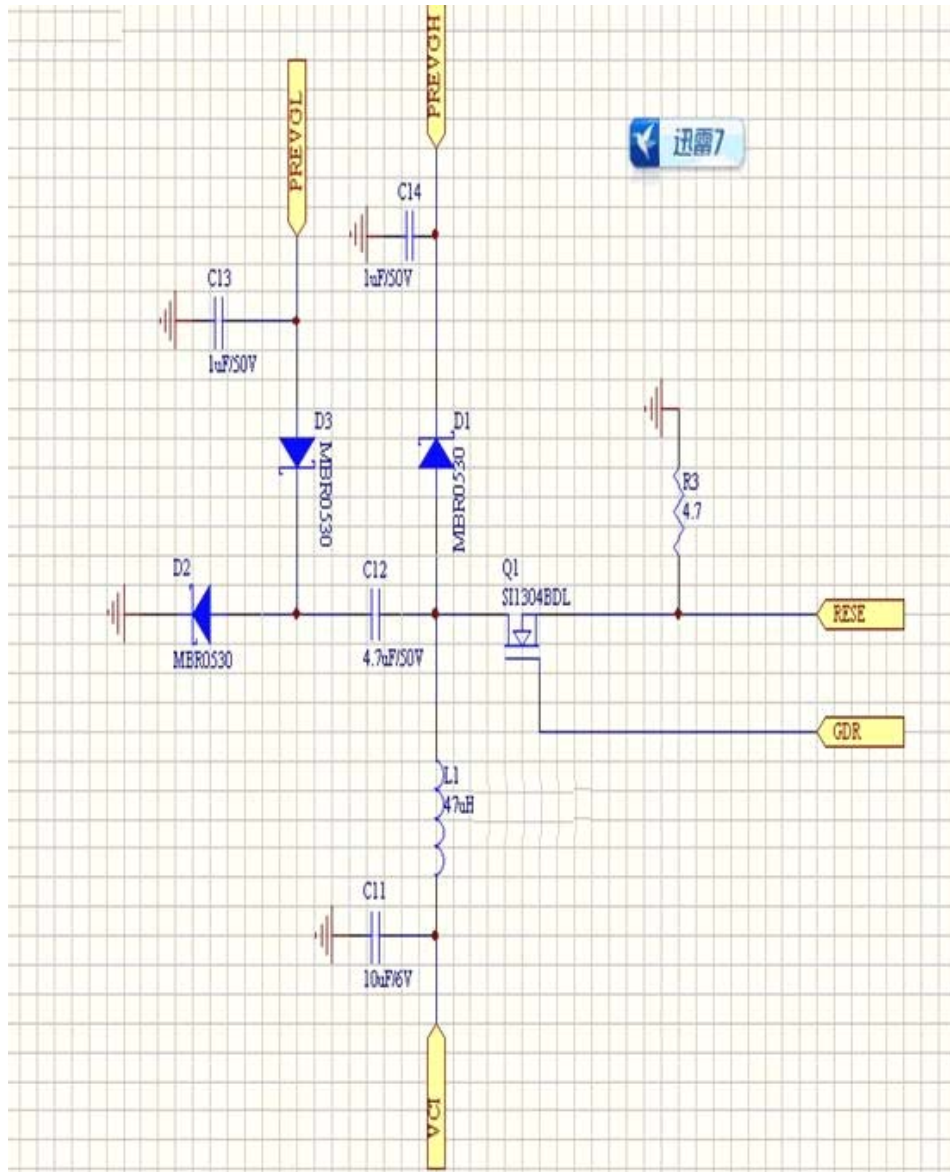 PREVGH
PREVGL
迅雷7
C14
1uF/50V
C13
1uF/50V
D3
MBR0530
D1
MBR0530
R3
4.7
D2
MBR0530
C12
4.7uF/50V
Q1
SI1304BDL
RESE
GDR
L1
47uH
C11
10uF/6V
VCI